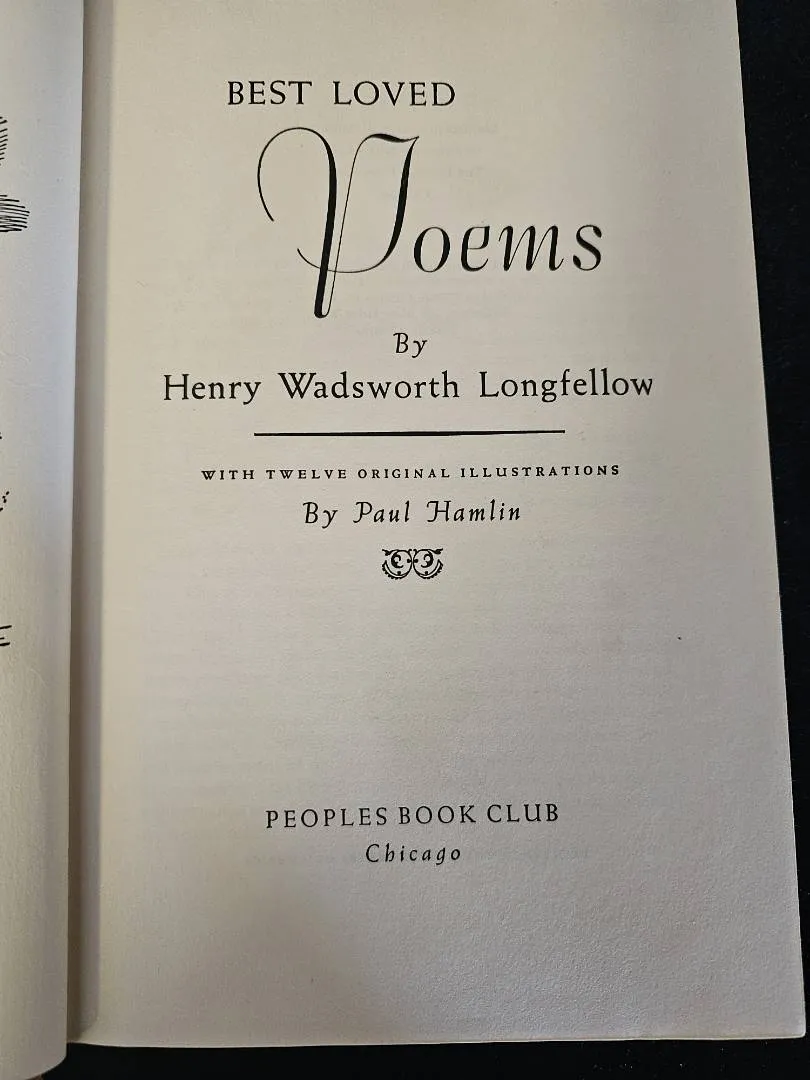 BEST LOVED
Poems
By
Henry Wadsworth Longfellow
WITH TWELVE ORIGINAL ILLUSTRATIONS
By Paul Hamlin
PEOPLES BOOK CLUB
Chicago